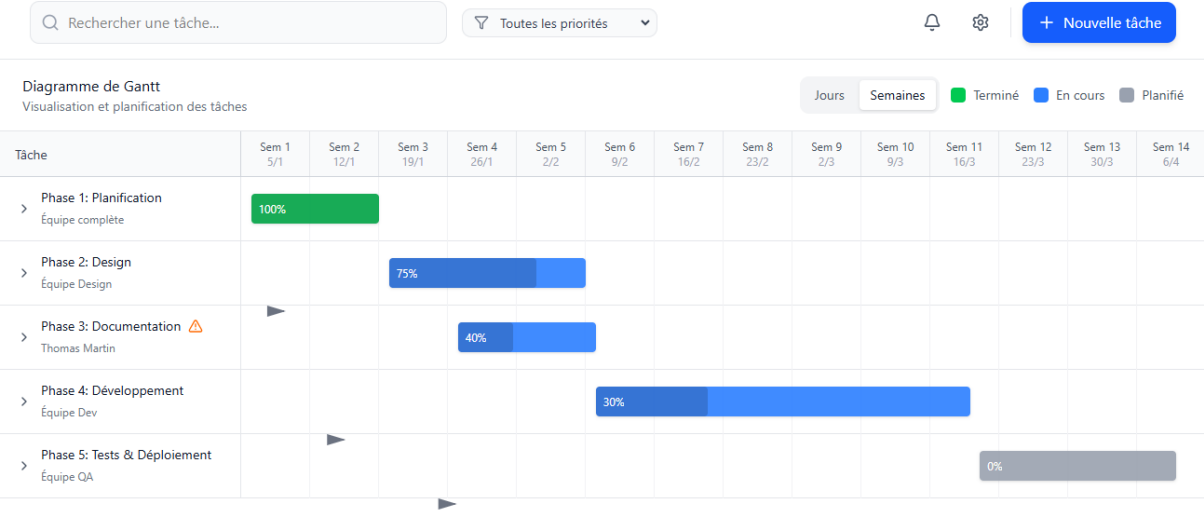 Rechercher une tâche...
Toutes les priorités
Nouvelle tâche
Diagramme de Gantt
Visualisation et planification des tâches
Jours
Semaines
Terminé
En cours
Planifié
Tâche
Sem 1
5/1
Sem 2
12/1
Sem 3
19/1
Sem 4
26/1
Sem 5
2/2
Sem 6
9/2
Sem 7
16/2
Sem 8
23/2
Sem 9
2/3
Sem 10
9/3
Sem 11
16/3
Sem 12
23/3
Sem 13
30/3
Sem 14
6/4
Phase 1: Planification
Équipe complète
100%
Phase 2: Design
Équipe Design
75%
Phase 3: Documentation
Thomas Martin
40%
Phase 4: Développement
Équipe Dev
30%
Phase 5: Tests & Déploiement
Équipe QA
0%